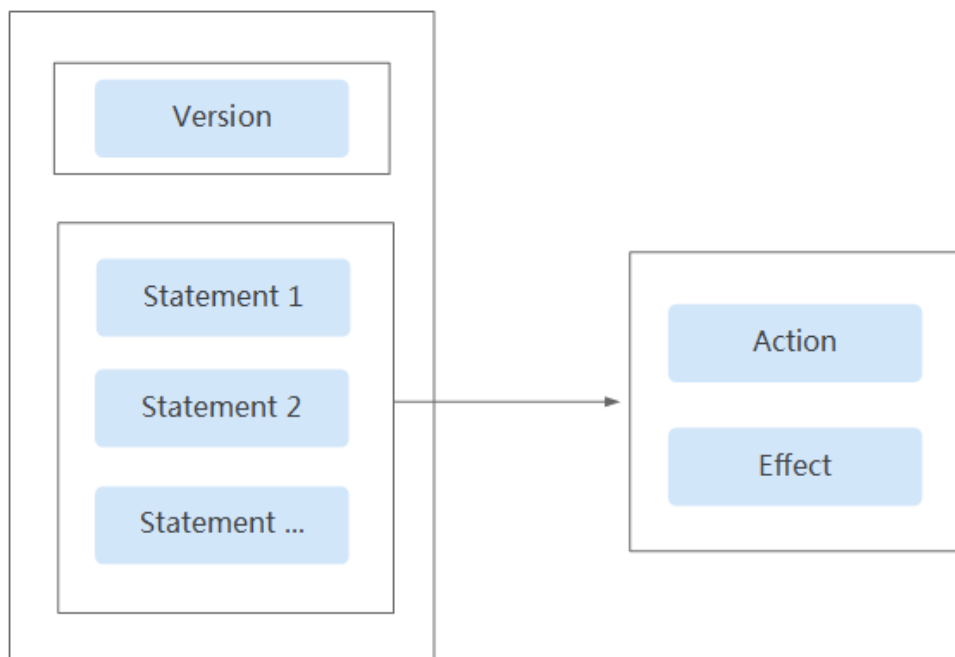 Version
Statement 1
Statement 2
Statement ...
Action
Effect